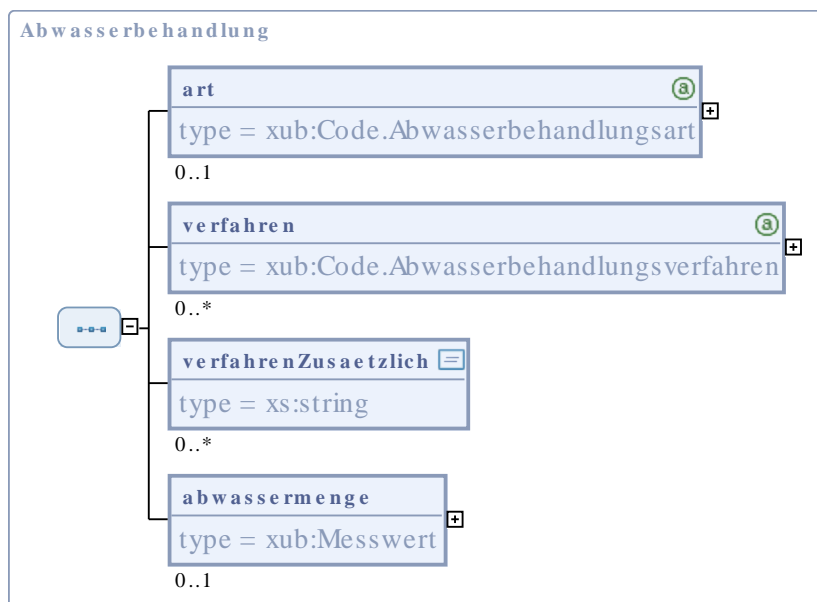 Abwasserbehandlung
art
type = xub:Code.Abwasserbehandlungsart
0..1
verfahren
type = xub:Code.Abwasserbehandlungsverfahren
0..*
verfahrenZusaetzlich
type = xs:string
0..*
abwassermenge
type = xub:Messwert
0..1